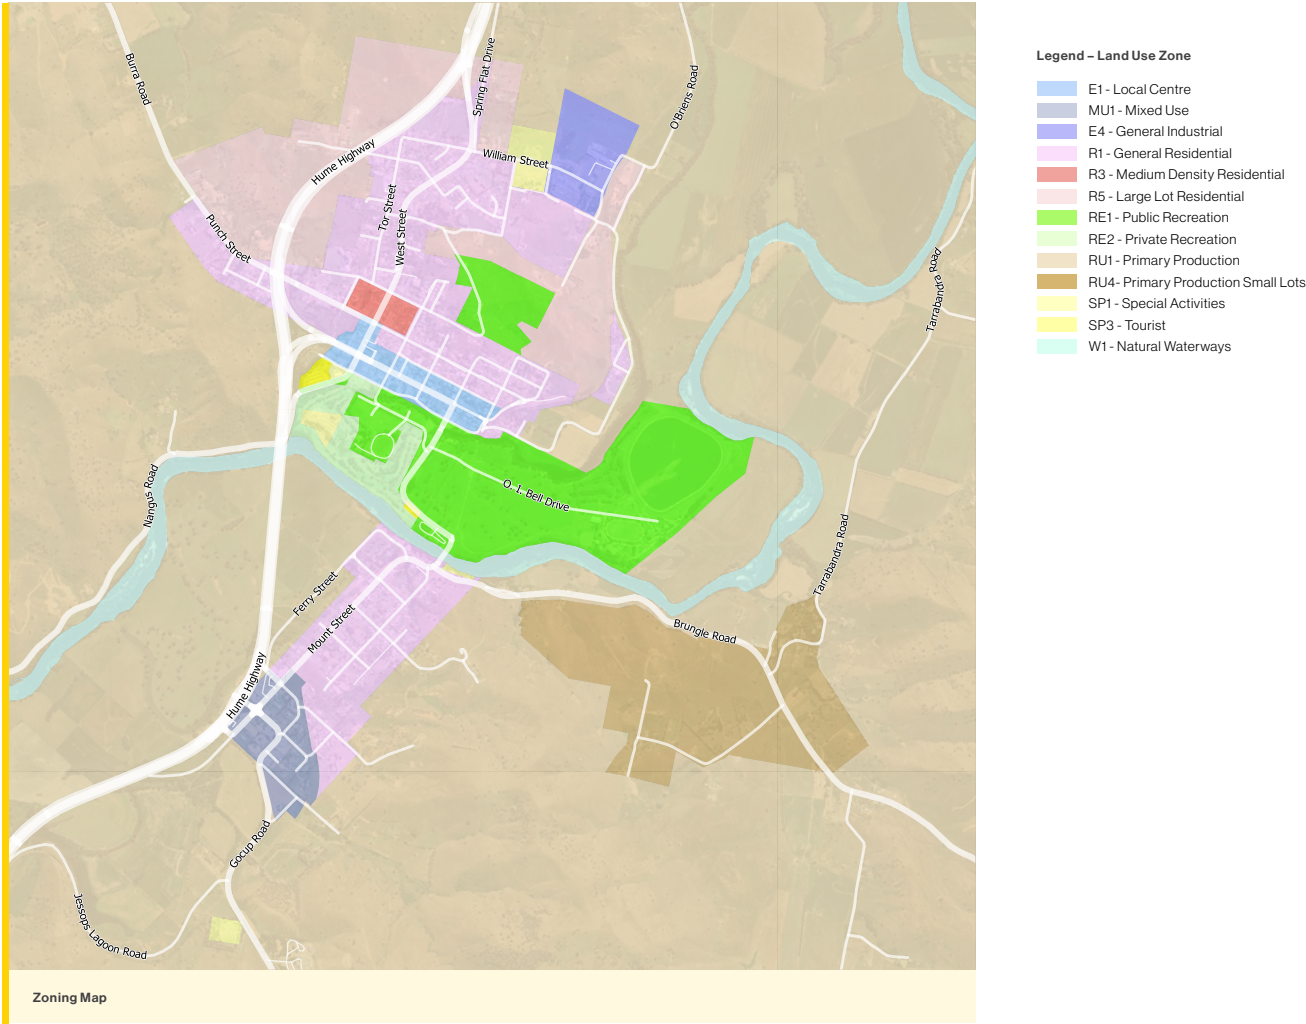 Burra Road
Spring Flat Drive
O'Briens Road
Hume Highway
William Street
Tor Street
West Street
Punch Street
Tarrabandra Road
Nangus Road
O. I. Bell Drive
Tarrabandra Road
Ferry Street
Mount Street
Brungle Road
Hume Highway
Gocup Road
Jessops Lagoon Road
Zoning Map
Legend – Land Use Zone
E1 - Local Centre
MU1 - Mixed Use
E4 - General Industrial
R1 - General Residential
R3 - Medium Density Residential
R5 - Large Lot Residential
RE1 - Public Recreation
RE2 - Private Recreation
RU1 - Primary Production
RU4- Primary Production Small Lots
SP1 - Special Activities
SP3 - Tourist
W1 - Natural Waterways